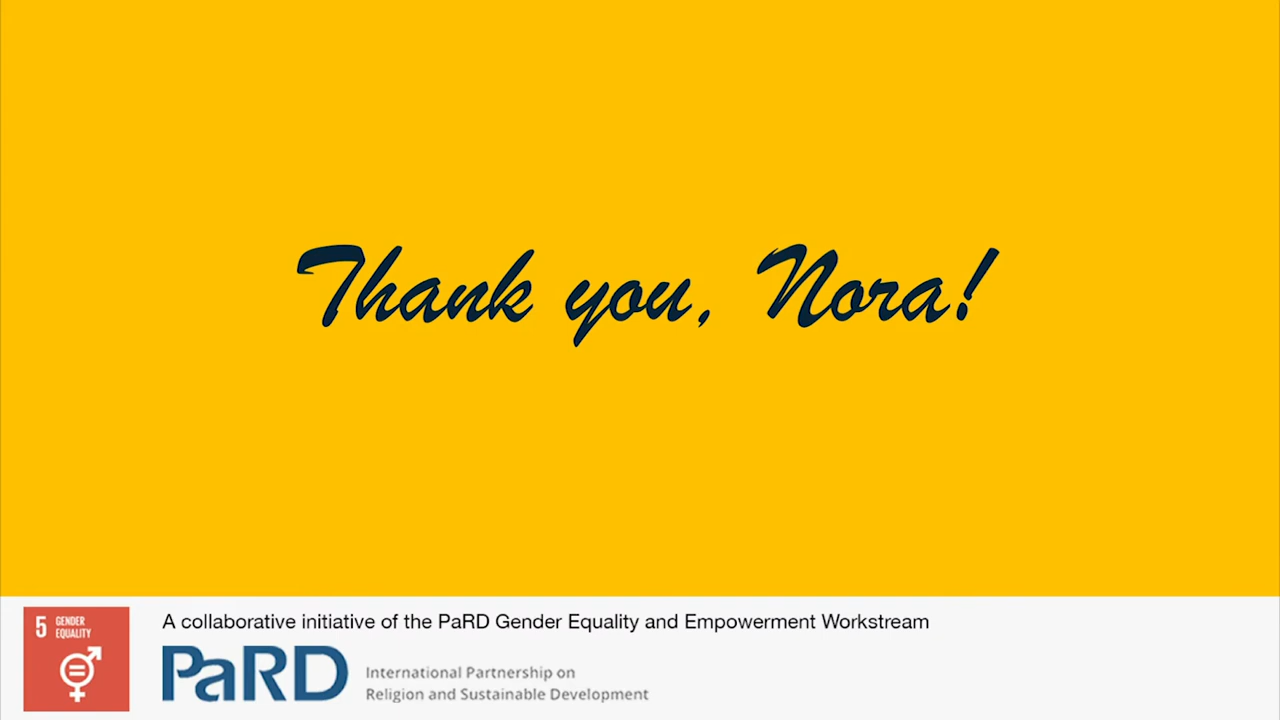 Thank you, Nora!
5 GENDER
EQUALITY
A collaborative initiative of the PaRD Gender Equality and Empowerment Workstream
PaRD
International Partnership on
Religion and Sustainable Development